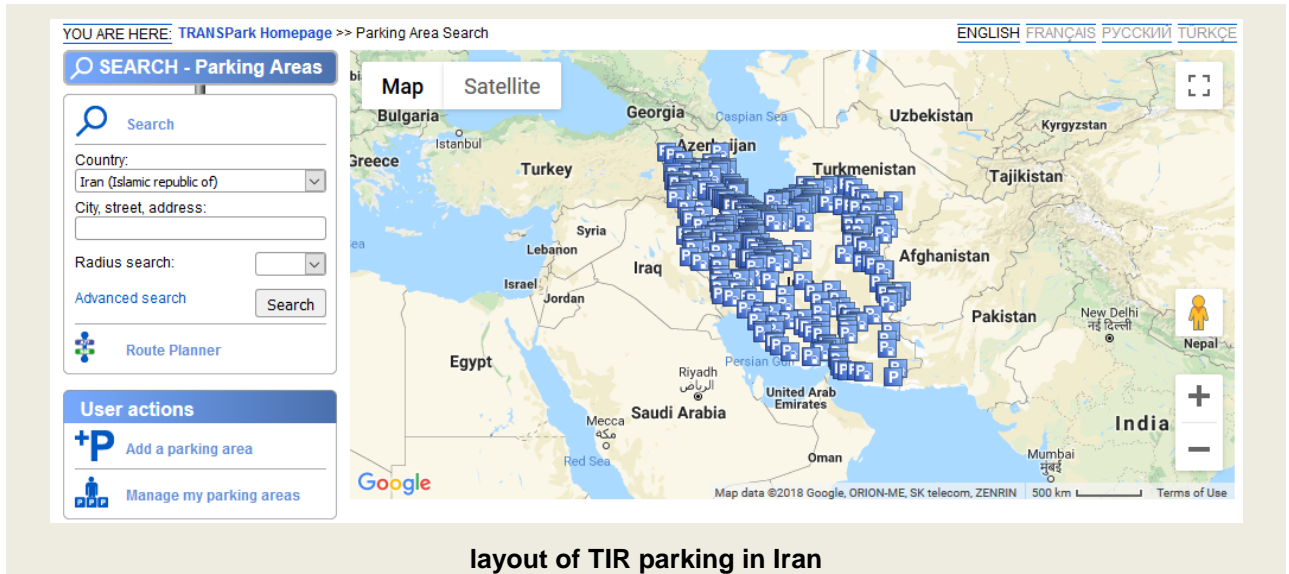 YOU ARE HERE: TRANSPark Homepage >> Parking Area Search
ENGLISH FRANÇAIS РУССКИЙ TÜRKÇE
SEARCH - Parking Areas
Search
Country:
Iran (Islamic republic of)
City, street, address:
Radius search:
Advanced search
Search
Route Planner
User actions
+P Add a parking area
PPP Manage my parking areas
Map Satellite
Bulgaria
Georgia
Caspian Sea
Uzbekistan
Kyrgyzstan
Istanbul
Greece
Azerbaijan
Turkey
Turkmenistan
Tajikistan
Syria
Lebanon
Iraq
Afghanistan
Israel
Jordan
Pakistan
New Delhi
नई दिल्ली
Nepal
Egypt
Persian
Riyadh
الرياض
United Arab
Emirates
Mecca
مكة
Saudi Arabia
India
Red Sea
Oman
Mumbai
मुंबई
Google
Map data ©2018 Google, ORION-ME, SK telecom, ZENRIN 500 km Terms of Use
layout of TIR parking in Iran